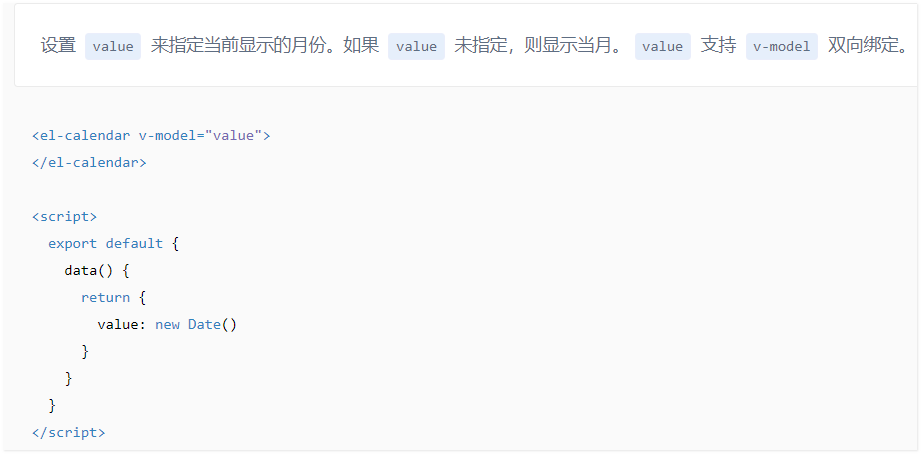 设置 value 来指定当前显示的月份。如果 value 未指定，则显示当月。 value 支持 v-model 双向绑定。
<el-calendar v-model="value">
</el-calendar>
<script>
  export default {
    data() {
      return {
        value: new Date()
      }
    }
  }
</script>